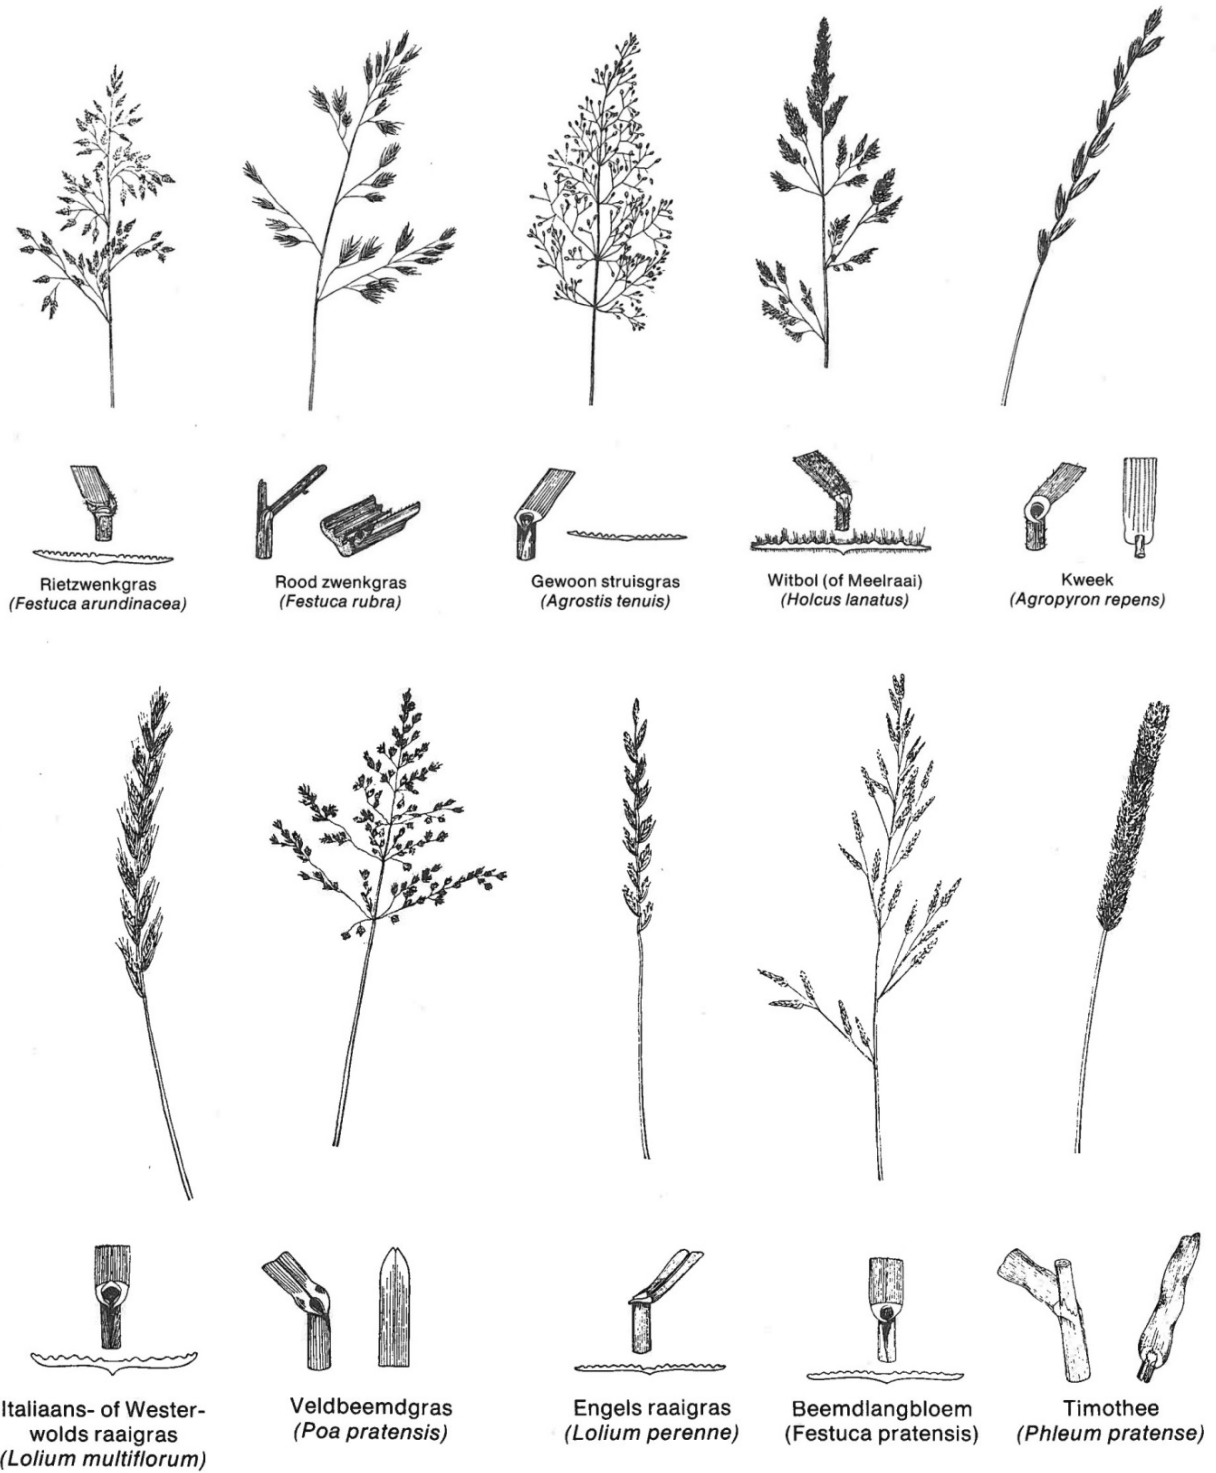 Rietzwenkgras
(Festuca arundinacea)
Rood zwenkgras
(Festuca rubra)
Gewoon struisgras
(Agrostis tenuis)
Witbol (of Meelraai)
(Holcus lanatus)
Kweek
(Agropyron repens)
Italiaans- of Wester-
wolds raaigras
(Lolium multiflorum)
Veldbeemdgras
(Poa pratensis)
Engels raaigras
(Lolium perenne)
Beemdlangbloem
(Festuca pratensis)
Timothee
(Phleum pratense)